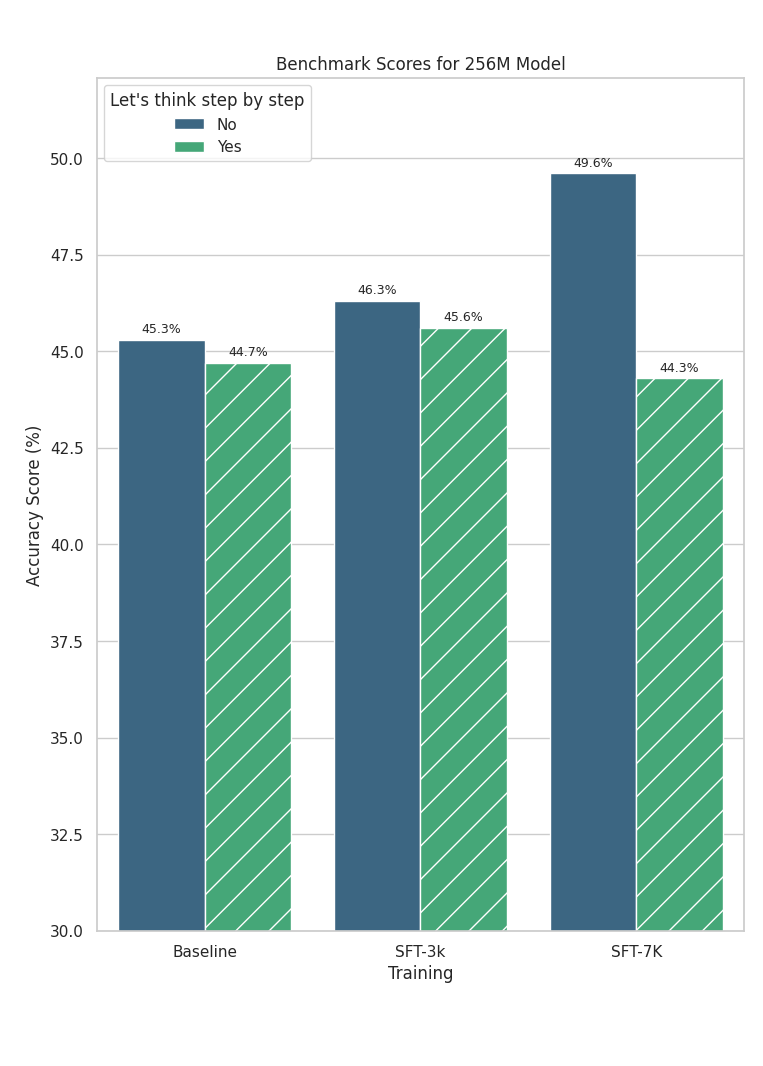 Benchmark Scores for 256M Model
Let's think step by step
No
Yes
Accuracy Score (%)
50.0
47.5
45.0
42.5
40.0
37.5
35.0
32.5
30.0
45.3%
44.7%
46.3%
45.6%
49.6%
44.3%
Baseline
SFT-3k
SFT-7K
Training